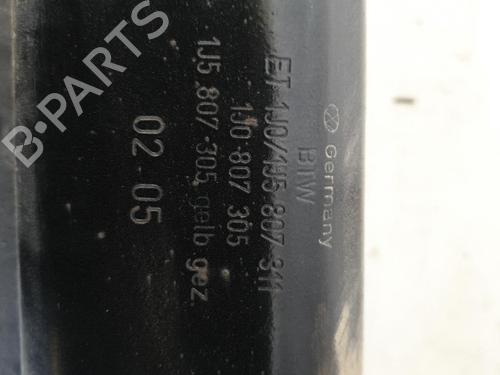 Germany
BIW
ET 1J0/1J5 807 311
1J0 807 305
1J5 807 305 gelb gez.
02 05
B-PARTS